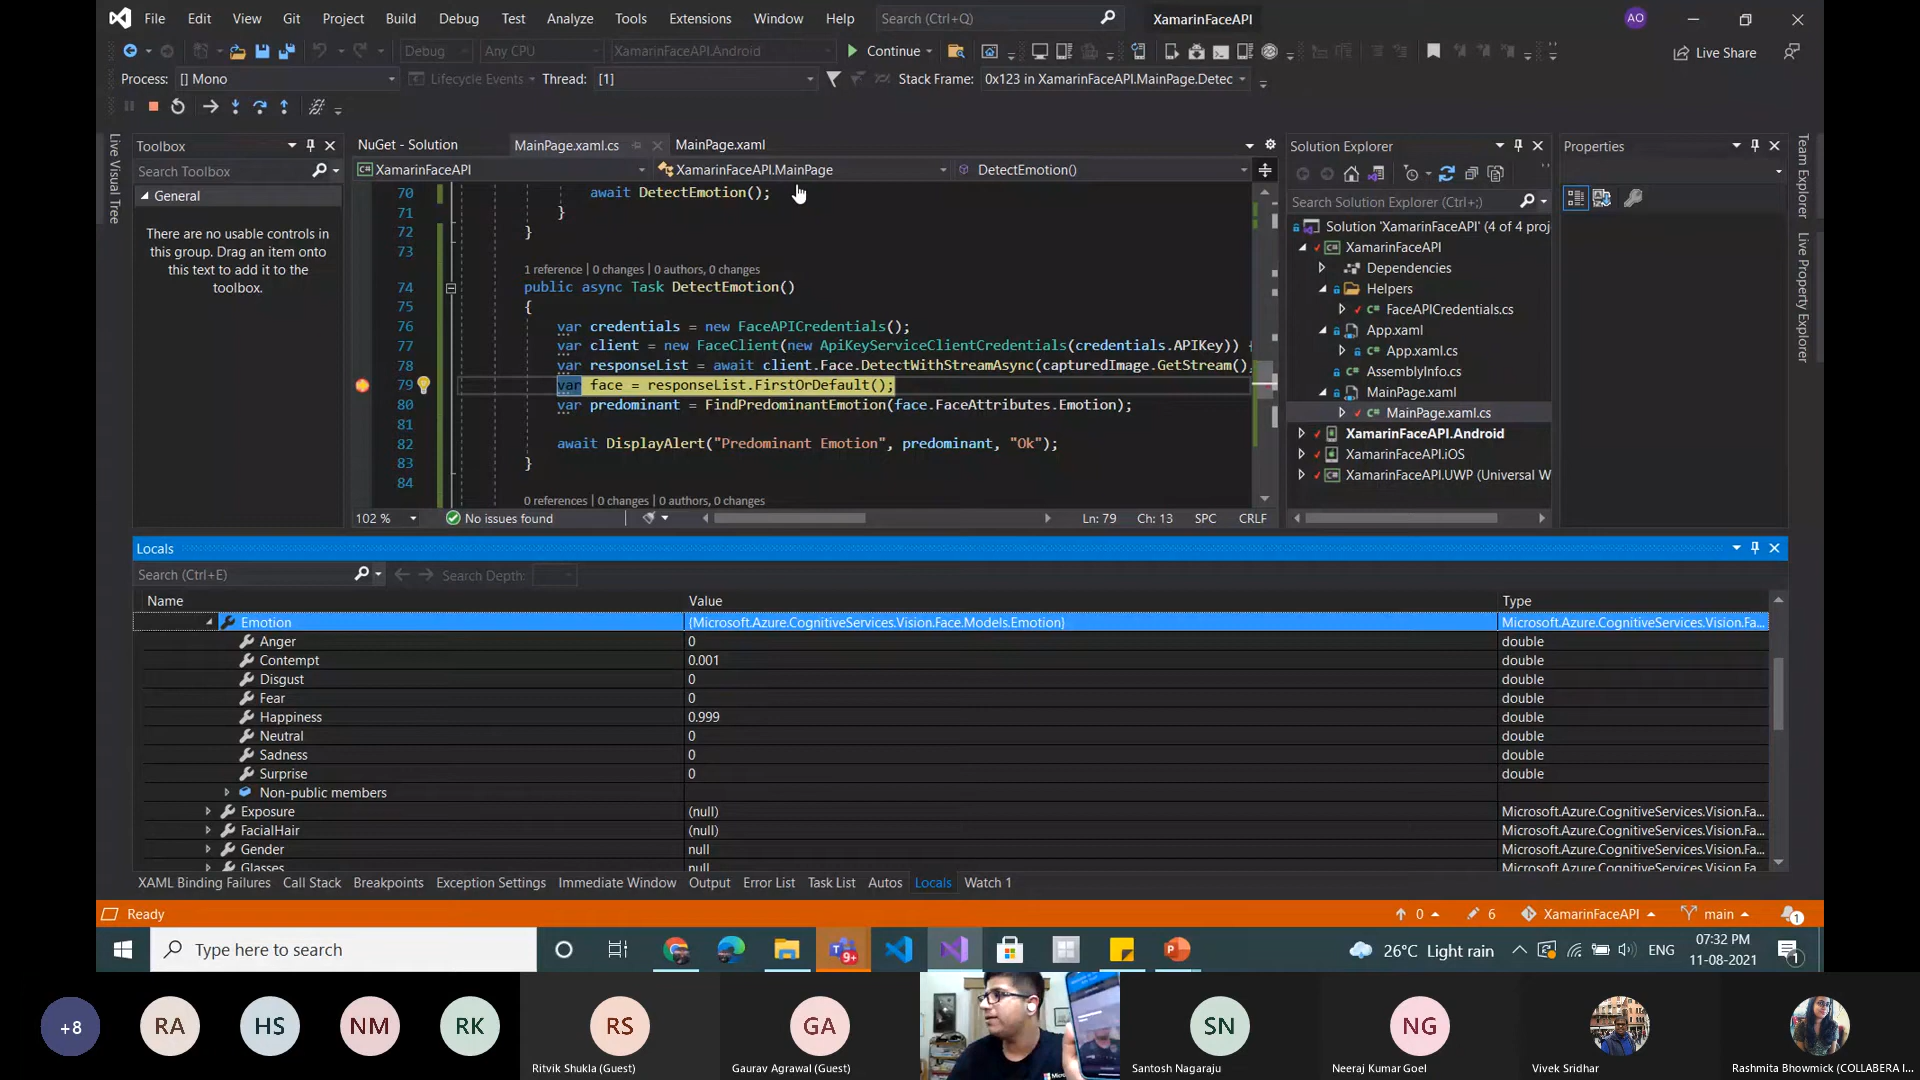 File Edit View Git Project Build Debug Test Analyze Tools Extensions Window Help Search (Ctrl+Q) XamarinFaceAPI AO
Debug Any CPU XamarinFaceAPI.Android Continue Live Share
Process: [] Mono Lifecycle Events Thread: [1] Stack Frame: 0x123 in XamarinFaceAPI.MainPage.Detec
Live Visual Tree
Toolbox
Search Toolbox
General
There are no usable controls in
this group. Drag an item onto
this text to add it to the
toolbox.
NuGet - Solution MainPage.xaml.cs MainPage.xaml
XamarinFaceAPI XamarinFaceAPI.MainPage DetectEmotion()
70 await DetectEmotion();
71 }
72 }
73
1 reference | 0 changes | 0 authors, 0 changes
74 public async Task DetectEmotion()
75 {
76 var credentials = new FaceAPICredentials();
77 var client = new FaceClient(new ApiKeyServiceClientCredentials(credentials.APIKey)) {
78 var responseList = await client.Face.DetectWithStreamAsync(capturedImage.GetStream(),
79 var face = responseList.FirstOrDefault();
80 var predominant = FindPredominantEmotion(face.FaceAttributes.Emotion);
81
82 await DisplayAlert("Predominant Emotion", predominant, "Ok");
83 }
84
0 references | 0 changes | 0 authors, 0 changes
102 % No issues found Ln: 79 Ch: 13 SPC CRLF
Solution Explorer
Search Solution Explorer (Ctrl+;)
Solution 'XamarinFaceAPI' (4 of 4 proj
XamarinFaceAPI
Dependencies
Helpers
FaceAPICredentials.cs
App.xaml
App.xaml.cs
AssemblyInfo.cs
MainPage.xaml
MainPage.xaml.cs
XamarinFaceAPI.Android
XamarinFaceAPI.iOS
XamarinFaceAPI.UWP (Universal W
Properties
Team Explorer
Live Property Explorer
Locals
Search (Ctrl+E) Search Depth:
Name Value Type
Emotion {Microsoft.Azure.CognitiveServices.Vision.Face.Models.Emotion} Microsoft.Azure.CognitiveServices.Vision.Fa...
Anger 0 double
Contempt 0.001 double
Disgust 0 double
Fear 0 double
Happiness 0.999 double
Neutral 0 double
Sadness 0 double
Surprise 0 double
Non-public members
Exposure (null) Microsoft.Azure.CognitiveServices.Vision.Fa...
FacialHair (null) Microsoft.Azure.CognitiveServices.Vision.Fa...
Gender null Microsoft.Azure.CognitiveServices.Vision.Fa...
Glasses null Microsoft.Azure.CognitiveServices.Vision.Fa...
XAML Binding Failures Call Stack Breakpoints Exception Settings Immediate Window Output Error List Task List Autos Locals Watch 1
Ready 0 6 XamarinFaceAPI main 1
Type here to search 9+ 26°C Light rain ENG 07:32 PM
11-08-2021 1
+8 RA HS NM RK RS GA SN NG
Ritvik Shukla (Guest) Gaurav Agrawal (Guest) Santosh Nagaraju Neeraj Kumar Goel Vivek Sridhar Rashmita Bhowmick (COLLABERA I...